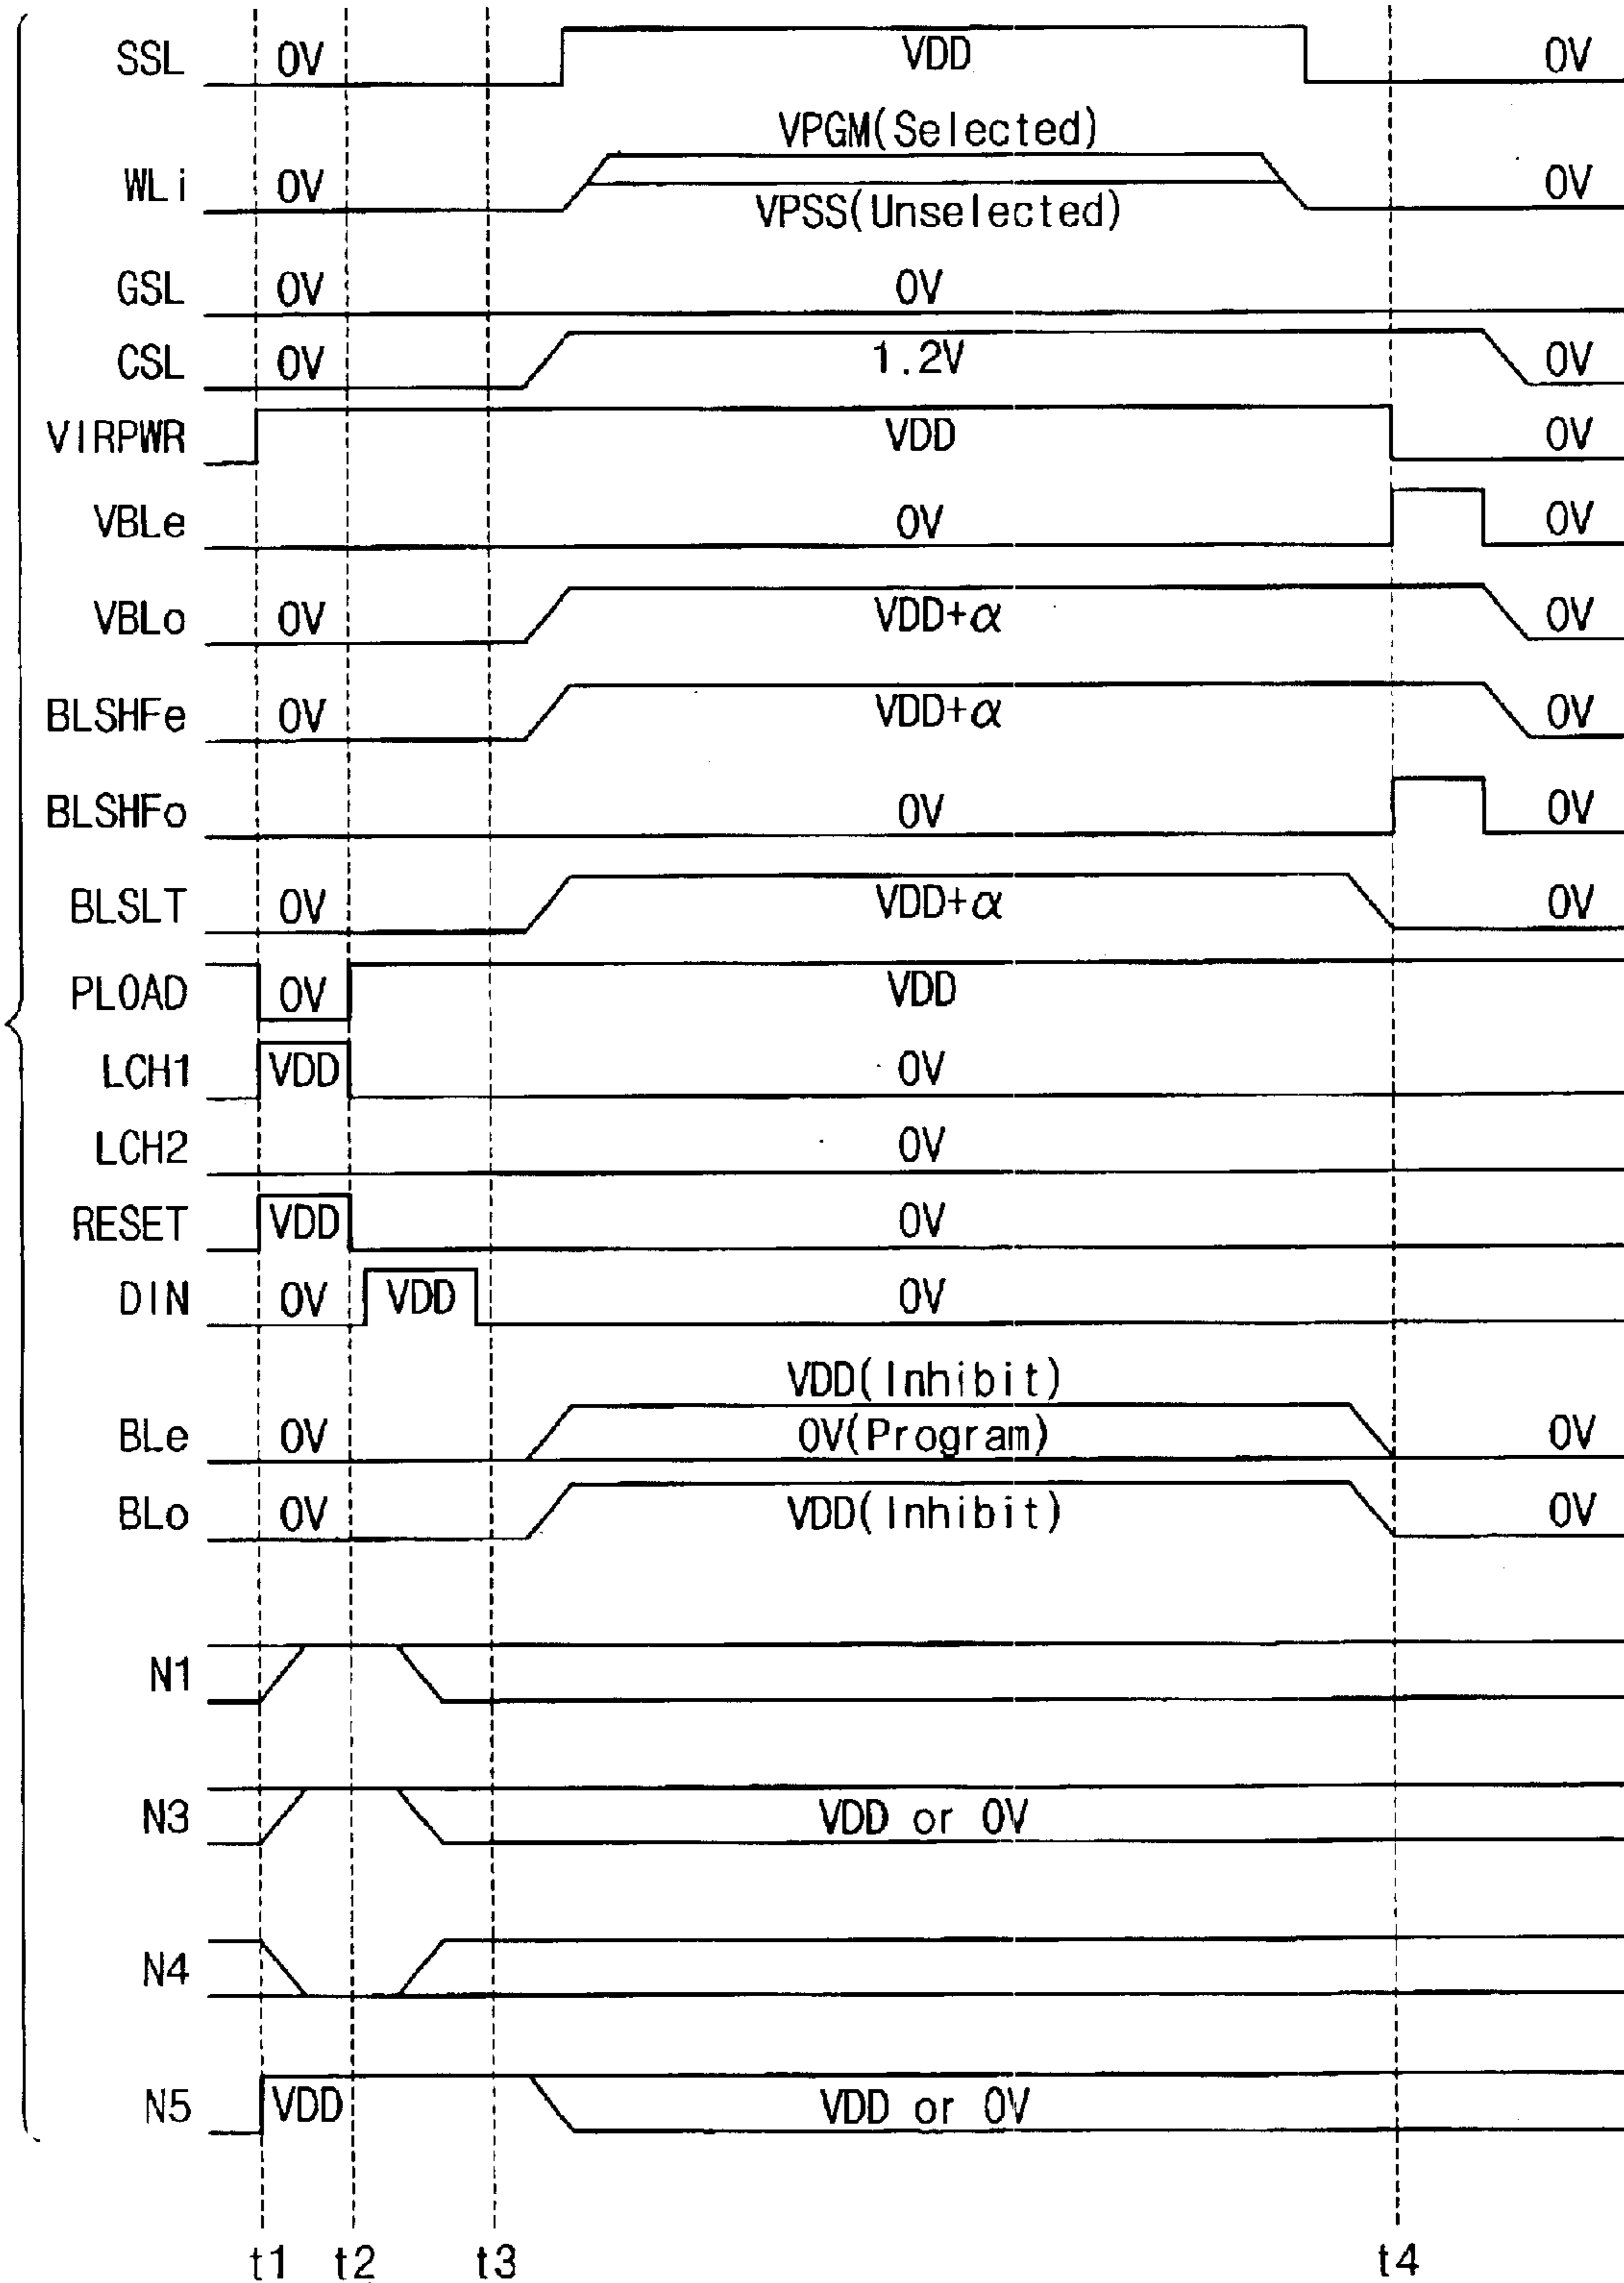 SSL 0V VDD 0V
VPGM(Selected)
WLi 0V 0V
VPSS(Unselected)
GSL 0V 0V
CSL 0V 1.2V 0V
VIRPWR VDD 0V
VBLe 0V 0V
VBLo 0V VDD+α 0V
BLSHFe 0V VDD+α 0V
BLSHFo 0V 0V
BLSLT 0V VDD+α 0V
PLOAD 0V VDD
LCH1 VDD 0V
LCH2 0V
RESET VDD 0V
DIN 0V VDD 0V
VDD(Inhibit)
BLe 0V 0V(Program) 0V
BLo 0V VDD(Inhibit) 0V
N1
N3 VDD or 0V
N4
N5 VDD VDD or 0V
t1 t2 t3 t4